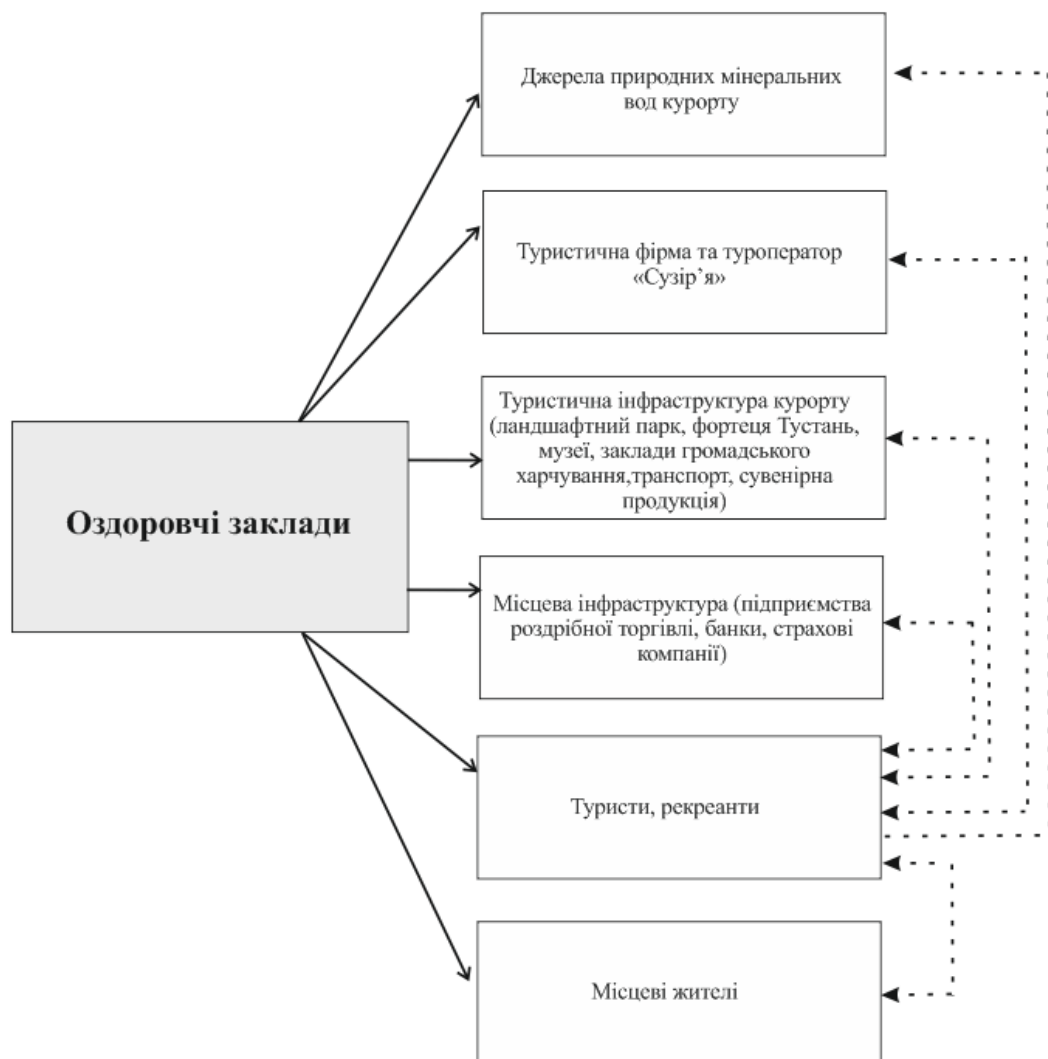 Джерела природних мінеральних
вод курорту
Туристична фірма та туроператор
«Сузір’я»
Туристична інфраструктура курорту
(ландшафтний парк, фортеця Тустань,
музеї, заклади громадського
харчування,транспорт, сувенірна
продукція)
Оздоровчі заклади
Місцева інфраструктура (підприємства
роздрібної торгівлі, банки, страхові
компанії)
Туристи, рекреанти
Місцеві жителі